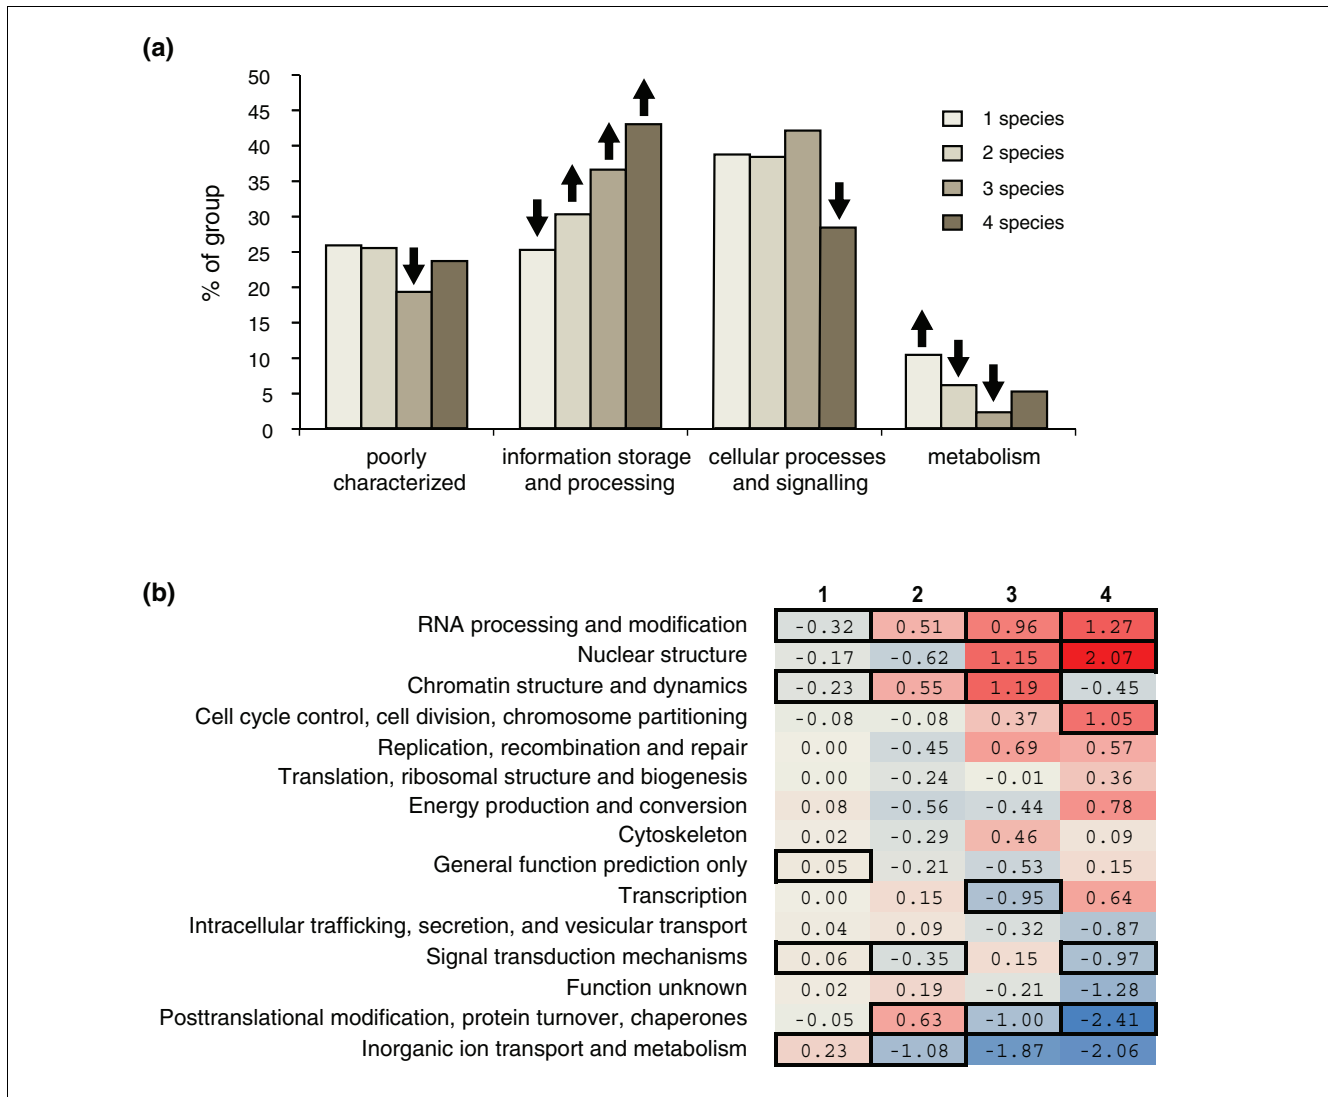 (a)
50
45
40
35
30
25
20
15
10
5
0
% of group
1 species
2 species
3 species
4 species
poorly characterized
information storage and processing
cellular processes and signalling
metabolism
(b)
1 2 3 4
RNA processing and modification -0.32 0.51 0.96 1.27
Nuclear structure -0.17 -0.62 1.15 2.07
Chromatin structure and dynamics -0.23 0.55 1.19 -0.45
Cell cycle control, cell division, chromosome partitioning -0.08 -0.08 0.37 1.05
Replication, recombination and repair 0.00 -0.45 0.69 0.57
Translation, ribosomal structure and biogenesis 0.00 -0.24 -0.01 0.36
Energy production and conversion 0.08 -0.56 -0.44 0.78
Cytoskeleton 0.02 -0.29 0.46 0.09
General function prediction only 0.05 -0.21 -0.53 0.15
Transcription 0.00 0.15 -0.95 0.64
Intracellular trafficking, secretion, and vesicular transport 0.04 0.09 -0.32 -0.87
Signal transduction mechanisms 0.06 -0.35 0.15 -0.97
Function unknown 0.02 0.19 -0.21 -1.28
Posttranslational modification, protein turnover, chaperones -0.05 0.63 -1.00 -2.41
Inorganic ion transport and metabolism 0.23 -1.08 -1.87 -2.06